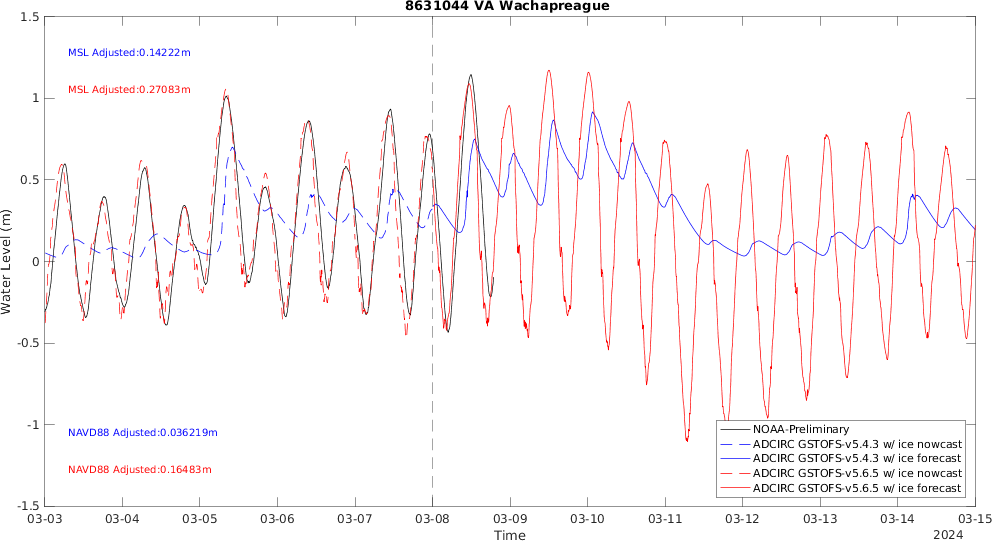 8631044 VA Wachapreague
1.5
1
0.5
0
-0.5
-1
-1.5
Water Level (m)
MSL Adjusted:0.14222m
MSL Adjusted:0.27083m
NAVD88 Adjusted:0.036219m
NAVD88 Adjusted:0.16483m
NOAA-Preliminary
ADCIRC GSTOFS-v5.4.3 w/ ice nowcast
ADCIRC GSTOFS-v5.4.3 w/ ice forecast
ADCIRC GSTOFS-v5.6.5 w/ ice nowcast
ADCIRC GSTOFS-v5.6.5 w/ ice forecast
03-03 03-04 03-05 03-06 03-07 03-08 03-09 03-10 03-11 03-12 03-13 03-14 03-15
Time
2024